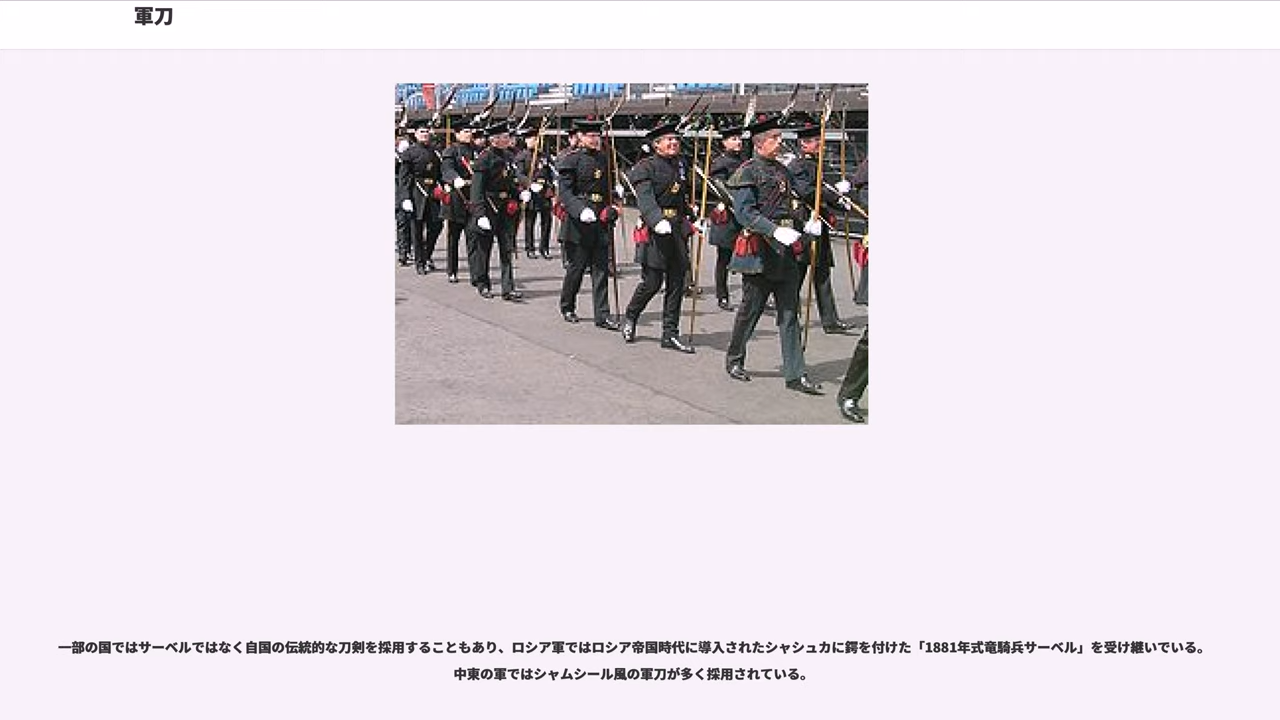 軍刀
一部の国ではサーベルではなく自国の伝統的な刀剣を採用することもあり、ロシア軍ではロシア帝国時代に導入されたシャシュカに鍔を付けた「1881年式竜騎兵サーベル」を受け継いでいる。
中東の軍ではシャムシール風の軍刀が多く採用されている。